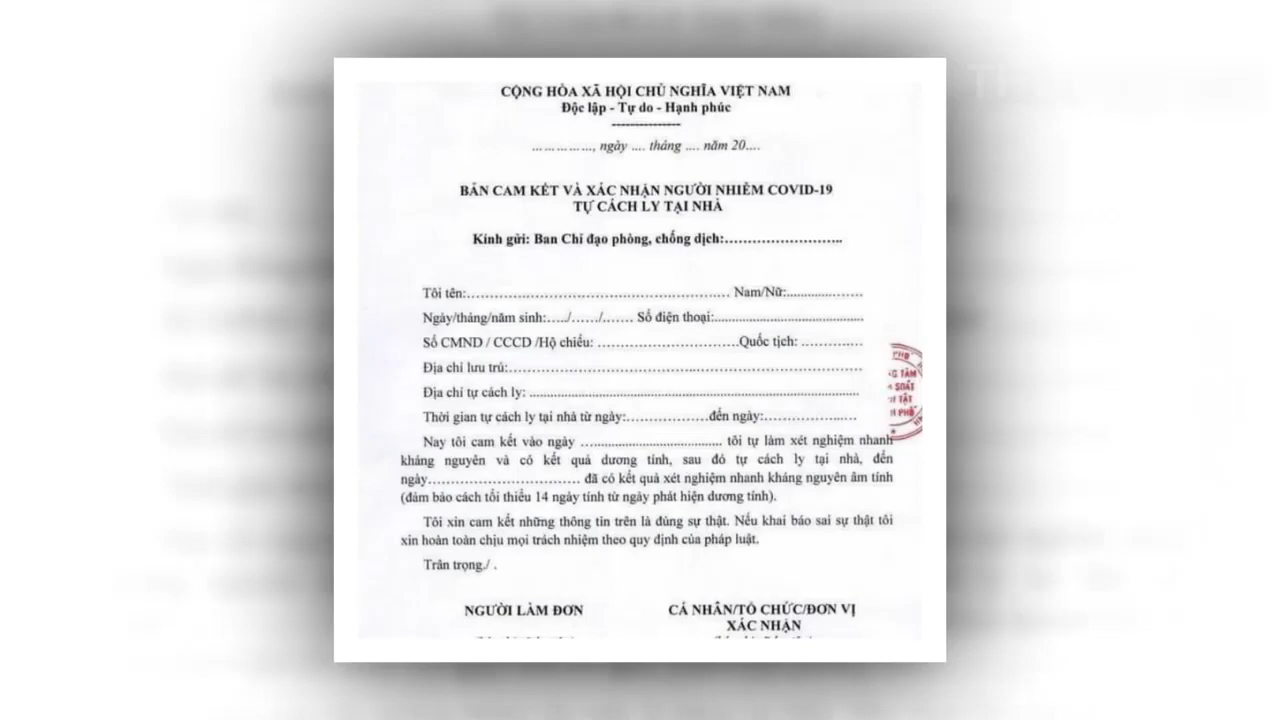 CỘNG HÒA XÃ HỘI CHỦ NGHĨA VIỆT NAM
Độc lập - Tự do - Hạnh phúc
---------------
……………, ngày .... tháng .... năm 20....
BẢN CAM KẾT VÀ XÁC NHẬN NGƯỜI NHIỄM COVID-19
TỰ CÁCH LY TẠI NHÀ
Kính gửi: Ban Chỉ đạo phòng, chống dịch:……………………..
Tôi tên:…………………………………………………………… Nam/Nữ:...................
Ngày/tháng/năm sinh:…../……/……. Số điện thoại:..........................................
Số CMND / CCCD /Hộ chiếu: …………………………………Quốc tịch: ……………
Địa chỉ lưu trú:………………………………………………………………………………
Địa chỉ tự cách ly: .......................................................................................
Thời gian tự cách ly tại nhà từ ngày:…………………đến ngày:……………………
Nay tôi cam kết vào ngày ….................................... tôi tự làm xét nghiệm nhanh
kháng nguyên và có kết quả dương tính, sau đó tự cách ly tại nhà, đến
ngày………………………………… đã có kết quả xét nghiệm nhanh kháng nguyên âm tính
(đảm bảo cách tối thiểu 14 ngày tính từ ngày phát hiện dương tính).
Tôi xin cam kết những thông tin trên là đúng sự thật. Nếu khai báo sai sự thật tôi
xin hoàn toàn chịu mọi trách nhiệm theo quy định của pháp luật.
Trân trọng./ .
NGƯỜI LÀM ĐƠN
CÁ NHÂN/TỔ CHỨC/ĐƠN VỊ
XÁC NHẬN
TÂM
SOÁT
TẬT
PHỐ